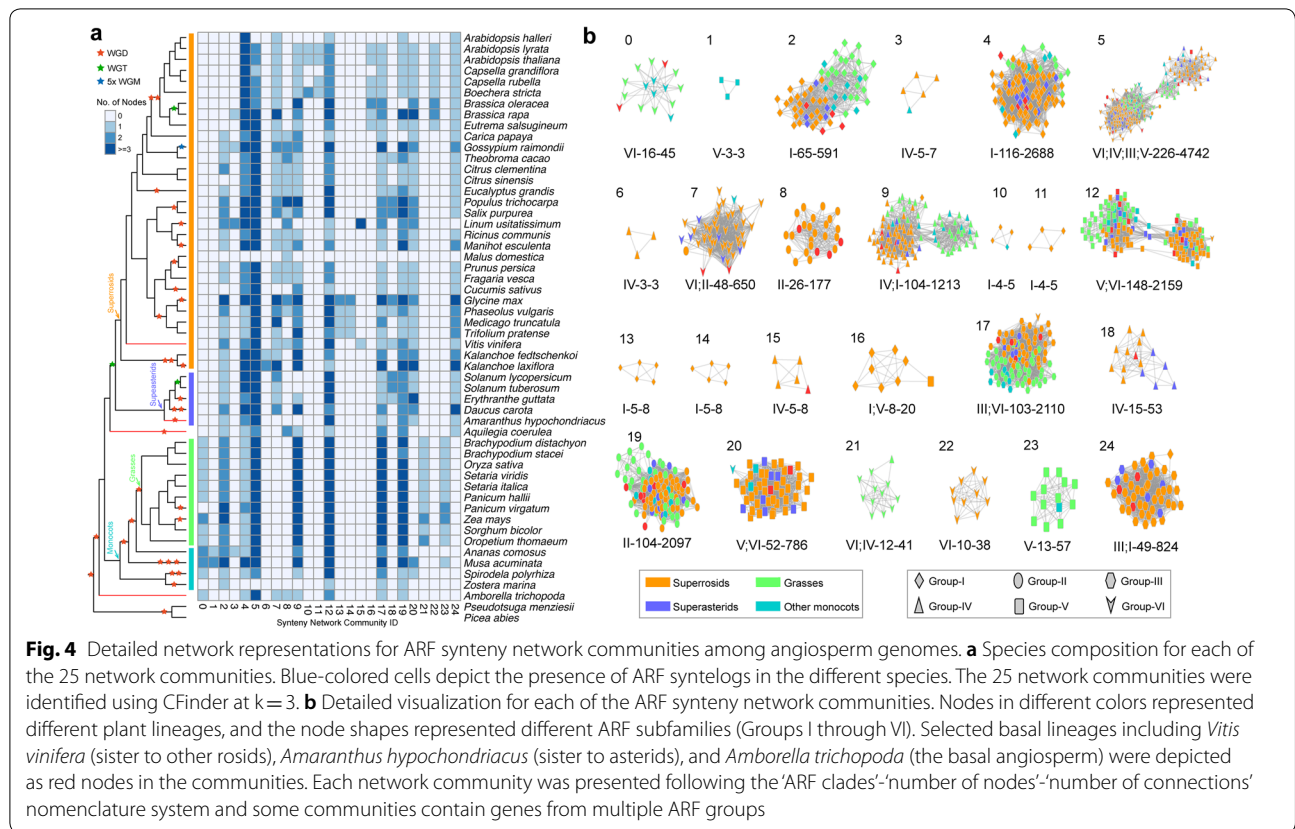 a
WGD
WGT
5x WGM
No. of Nodes
0
1
2
>=3
Superrosids
Supeasterids
Grasses
Monocots
Arabidopsis halleri
Arabidopsis lyrata
Arabidopsis thaliana
Capsella grandiflora
Capsella rubella
Boechera stricta
Brassica oleracea
Brassica rapa
Eutrema salsugineum
Carica papaya
Gossypium raimondii
Theobroma cacao
Citrus clementina
Citrus sinensis
Eucalyptus grandis
Populus trichocarpa
Salix purpurea
Linum usitatissimum
Ricinus communis
Manihot esculenta
Malus domestica
Prunus persica
Fragaria vesca
Cucumis sativus
Glycine max
Phaseolus vulgaris
Medicago truncatula
Trifolium pratense
Vitis vinifera
Kalanchoe fedtschenkoi
Kalanchoe laxiflora
Solanum lycopersicum
Solanum tuberosum
Erythranthe guttata
Daucus carota
Amaranthus hypochondriacus
Aquilegia coerulea
Brachypodium distachyon
Brachypodium stacei
Oryza sativa
Setaria viridis
Setaria italica
Panicum hallii
Panicum virgatum
Zea mays
Sorghum bicolor
Oropetium thomaeum
Ananas comosus
Musa acuminata
Spirodela polyrhiza
Zostera marina
Amborella trichopoda
Pseudotsuga menziesii
Picea abies
0 1 2 3 4 5 6 7 8 9 10 11 12 13 14 15 16 17 18 19 20 21 22 23 24
Synteny Network Community ID
b
0 1 2 3 4 5
VI-16-45 V-3-3 I-65-591 IV-5-7 I-116-2688 VI;IV;III;V-226-4742
6 7 8 9 10 11 12
IV-3-3 VI;II-48-650 II-26-177 IV;I-104-1213 I-4-5 I-4-5 V;VI-148-2159
13 14 15 16 17 18
I-5-8 I-5-8 IV-5-8 I;V-8-20 III;VI-103-2110 IV-15-53
19 20 21 22 23 24
II-104-2097 V;VI-52-786 VI;IV-12-41 VI-10-38 V-13-57 III;I-49-824
Superrosids Grasses
Superasterids Other monocots
Group-I Group-II Group-III
Group-IV Group-V Group-VI
Fig. 4 Detailed network representations for ARF synteny network communities among angiosperm genomes. a Species composition for each of
the 25 network communities. Blue-colored cells depict the presence of ARF syntelogs in the different species. The 25 network communities were
identified using CFinder at k = 3. b Detailed visualization for each of the ARF synteny network communities. Nodes in different colors represented
different plant lineages, and the node shapes represented different ARF subfamilies (Groups I through VI). Selected basal lineages including Vitis
vinifera (sister to other rosids), Amaranthus hypochondriacus (sister to asterids), and Amborella trichopoda (the basal angiosperm) were depicted
as red nodes in the communities. Each network community was presented following the 'ARF clades'-'number of nodes'-'number of connections'
nomenclature system and some communities contain genes from multiple ARF groups